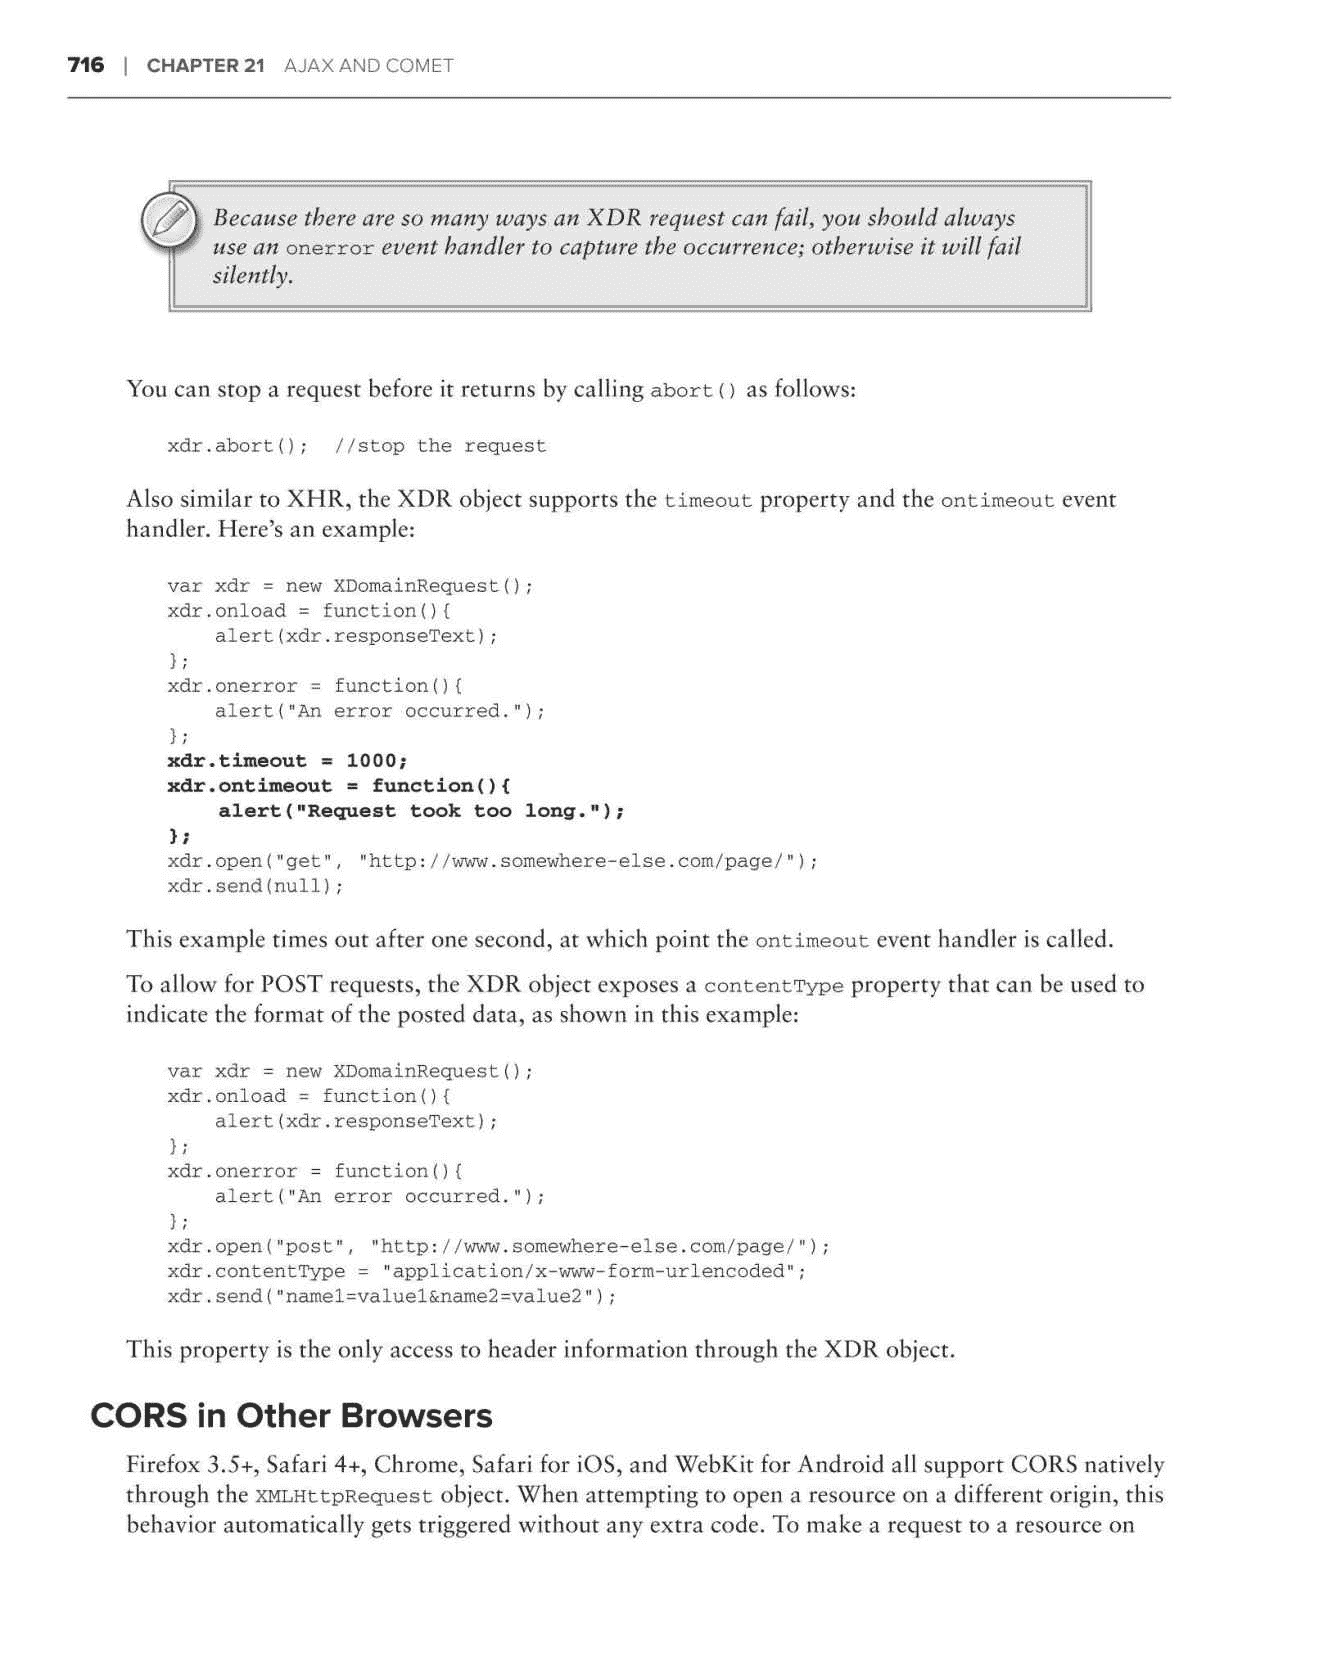 716 | CHAPTER 21 AJAX AND COMET
Because there are so many ways an XDR request can fail, you should always
use an onerror event handler to capture the occurrence; otherwise it will fail
silently.
You can stop a request before it returns by calling abort() as follows:
xdr.abort();  //stop the request
Also similar to XHR, the XDR object supports the timeout property and the ontimeout event
handler. Here's an example:
var xdr = new XDomainRequest();
xdr.onload = function(){
    alert(xdr.responseText);
};
xdr.onerror = function(){
    alert("An error occurred.");
};
xdr.timeout = 1000;
xdr.ontimeout = function(){
    alert("Request took too long.");
};
xdr.open("get", "http://www.somewhere-else.com/page/");
xdr.send(null);
This example times out after one second, at which point the ontimeout event handler is called.
To allow for POST requests, the XDR object exposes a contentType property that can be used to
indicate the format of the posted data, as shown in this example:
var xdr = new XDomainRequest();
xdr.onload = function(){
    alert(xdr.responseText);
};
xdr.onerror = function(){
    alert("An error occurred.");
};
xdr.open("post", "http://www.somewhere-else.com/page/");
xdr.contentType = "application/x-www-form-urlencoded";
xdr.send("name1=value1&name2=value2");
This property is the only access to header information through the XDR object.
CORS in Other Browsers
Firefox 3.5+, Safari 4+, Chrome, Safari for iOS, and WebKit for Android all support CORS natively
through the XMLHttpRequest object. When attempting to open a resource on a different origin, this
behavior automatically gets triggered without any extra code. To make a request to a resource on